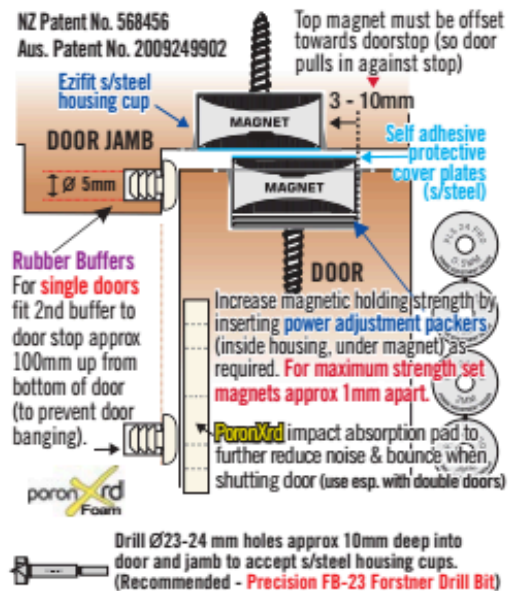 NZ Patent No. 568456
Aus. Patent No. 2009249902
Top magnet must be offset
towards doorstop (so door
pulls in against stop)
Ezifit s/steel
housing cup
3 - 10mm
MAGNET
DOOR JAMB
Self adhesive
protective
cover plates
(s/steel)
Ø 5mm
MAGNET
Rubber Buffers
For single doors
fit 2nd buffer to
door stop approx
100mm up from
bottom of door
(to prevent door
banging).
DOOR
Increase magnetic holding strength by
inserting power adjustment packers
(inside housing, under magnet) as
required. For maximum strength set
magnets approx 1mm apart.
0.5MM
2MM
PoronXrd impact absorption pad to
further reduce noise & bounce when
shutting door (use esp. with double doors)
poron Xrd
Foam
Drill Ø23-24 mm holes approx 10mm deep into
door and jamb to accept s/steel housing cups.
(Recommended - Precision FB-23 Forstner Drill Bit)